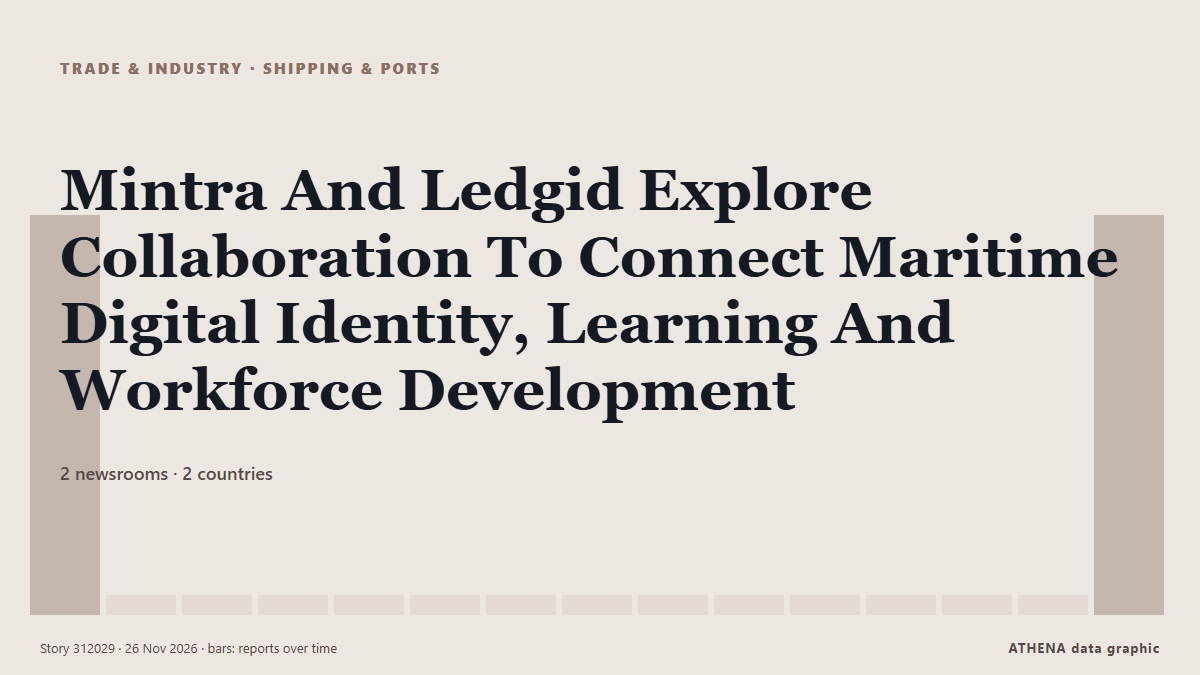 TRADE & INDUSTRY · SHIPPING & PORTS
Mintra And Ledgid Explore
Collaboration To Connect Maritime
Digital Identity, Learning And
Workforce Development
2 newsrooms · 2 countries
Story 312029 · 26 Nov 2026 · bars: reports over time
ATHENA data graphic